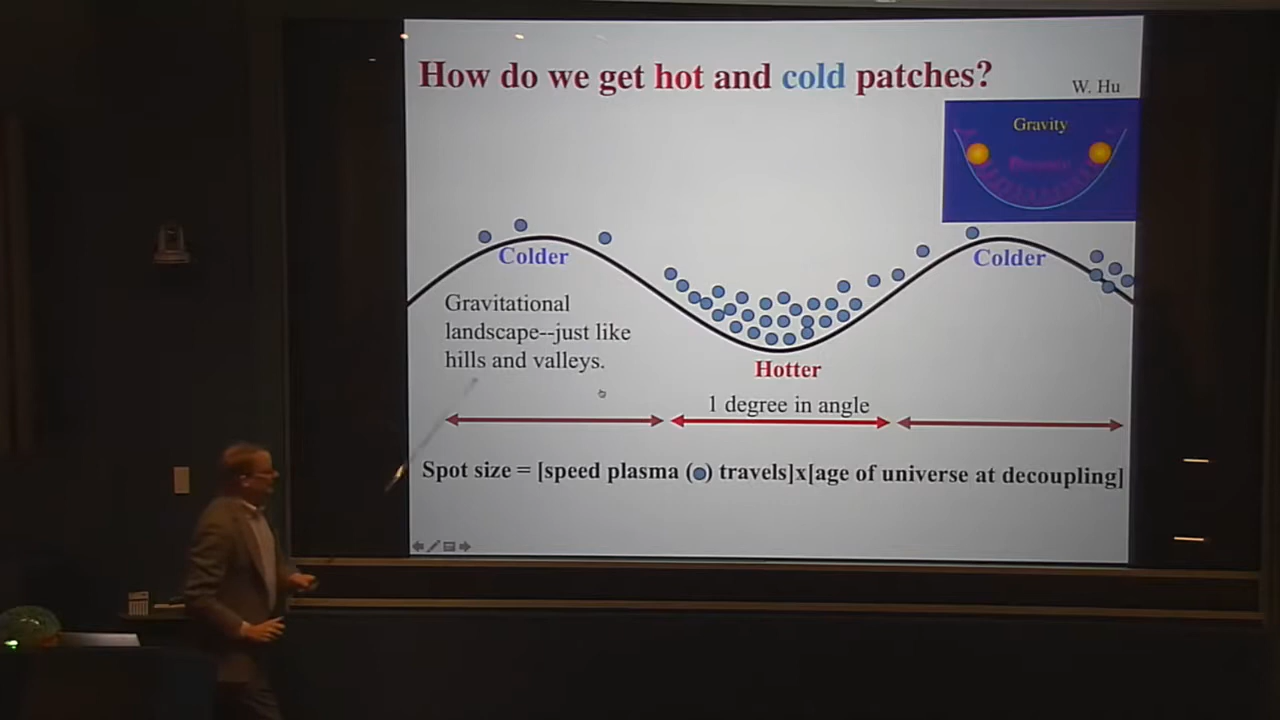 How do we get hot and cold patches?
W. Hu
Gravity
Pressure
Colder
Colder
Gravitational
landscape--just like
hills and valleys.
Hotter
1 degree in angle
Spot size = [speed plasma ( ) travels]x[age of universe at decoupling]